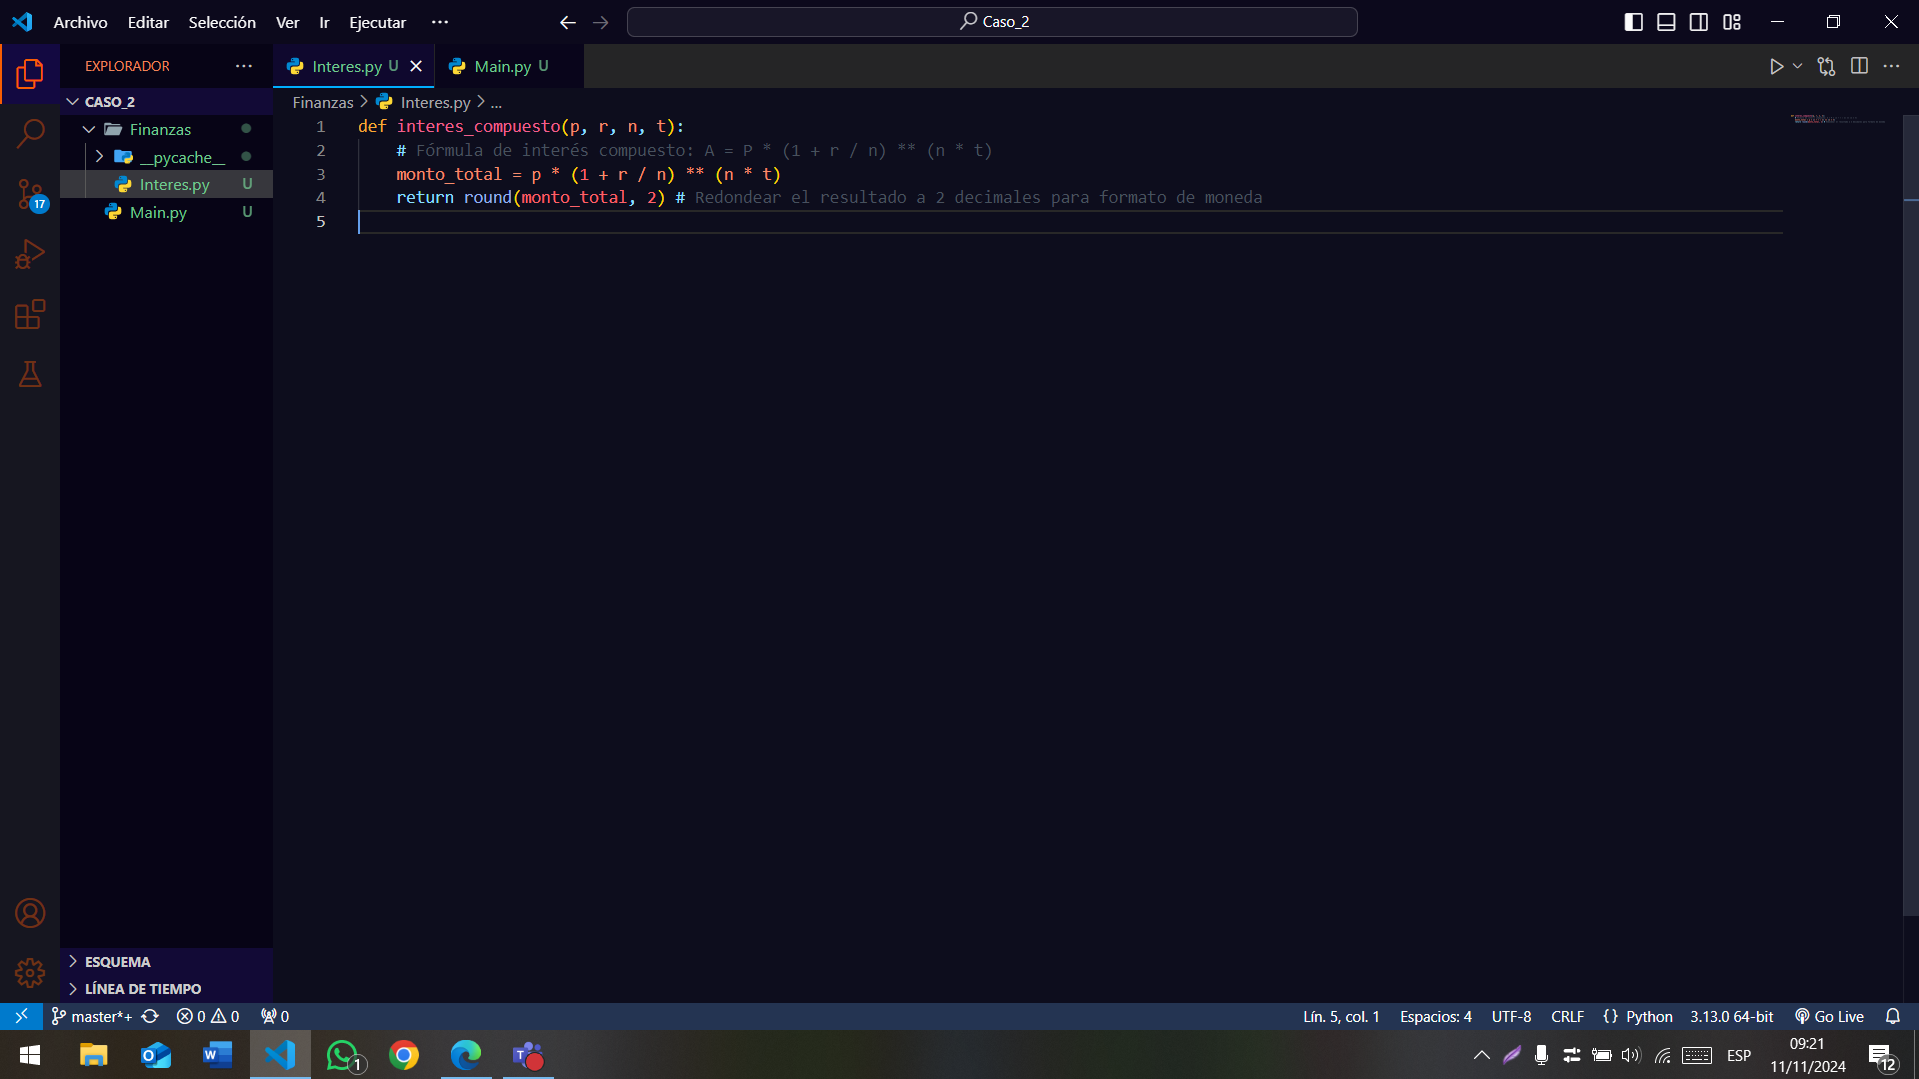 Archivo Editar Selección Ver Ir Ejecutar ···
Caso_2
EXPLORADOR ···
Interes.py U
Main.py U
CASO_2
Finanzas
__pycache__
Interes.py U
Main.py U
Finanzas > Interes.py > ...
1 def interes_compuesto(p, r, n, t):
2 # Fórmula de interés compuesto: A = P * (1 + r / n) ** (n * t)
3 monto_total = p * (1 + r / n) ** (n * t)
4 return round(monto_total, 2) # Redondear el resultado a 2 decimales para formato de moneda
5
17
ESQUEMA
LÍNEA DE TIEMPO
master*+ 0 0 0
Lín. 5, col. 1 Espacios: 4 UTF-8 CRLF {} Python 3.13.0 64-bit Go Live
1
ESP
09:21
11/11/2024
12